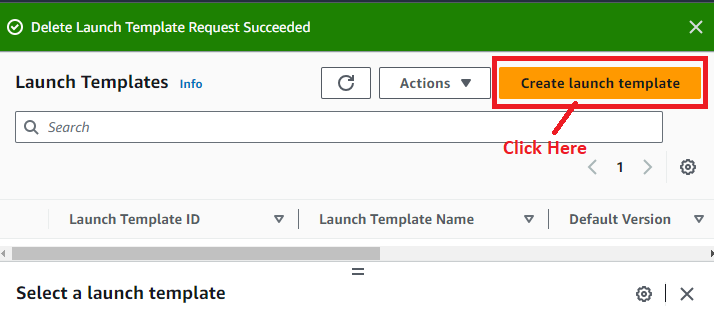 Delete Launch Template Request Succeeded
Launch Templates Info Actions Create launch template
Search
Click Here
1
Launch Template ID Launch Template Name Default Version
Select a launch template